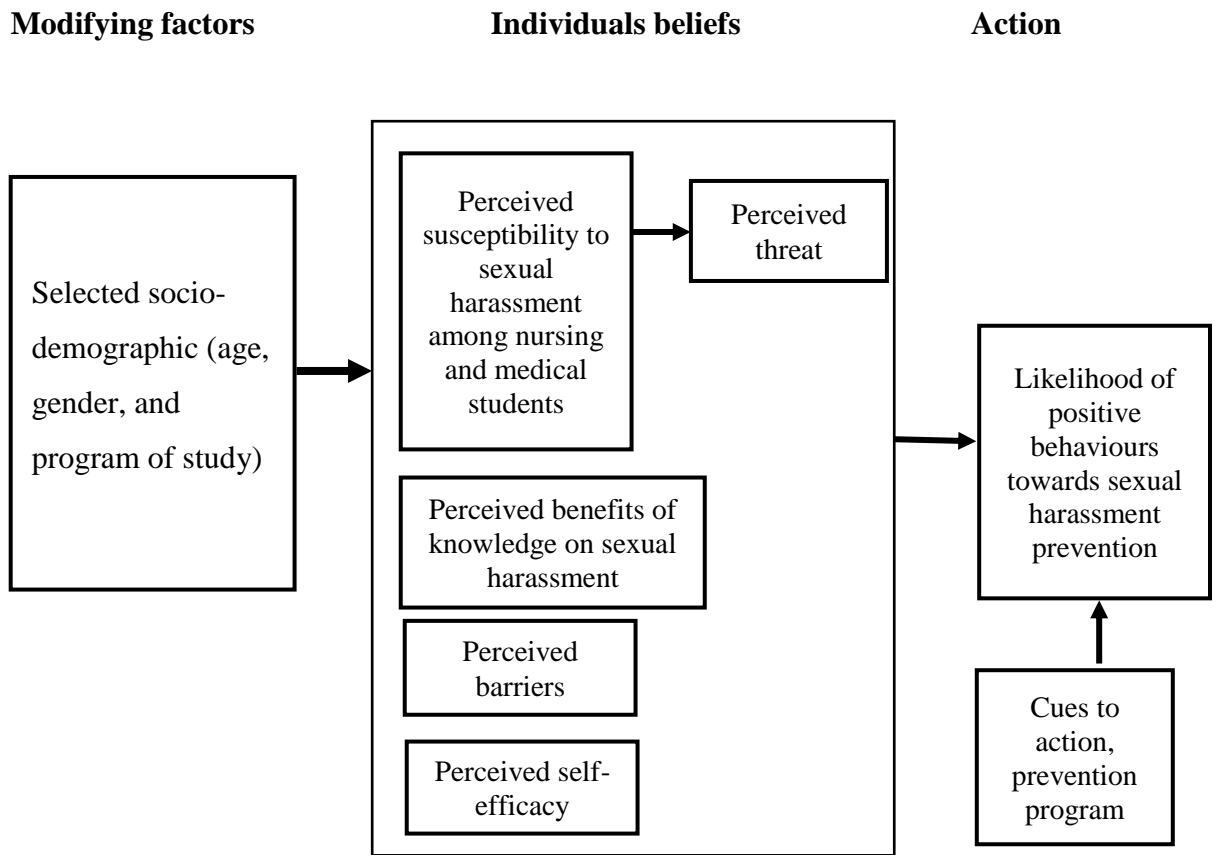 Modifying factors
Individuals beliefs
Action
Selected socio-
demographic (age,
gender, and
program of study)
Perceived
susceptibility to
sexual
harassment
among nursing
and medical
students
Perceived
threat
Perceived benefits of
knowledge on sexual
harassment
Perceived
barriers
Perceived self-
efficacy
Likelihood of
positive
behaviours
towards sexual
harassment
prevention
Cues to
action,
prevention
program